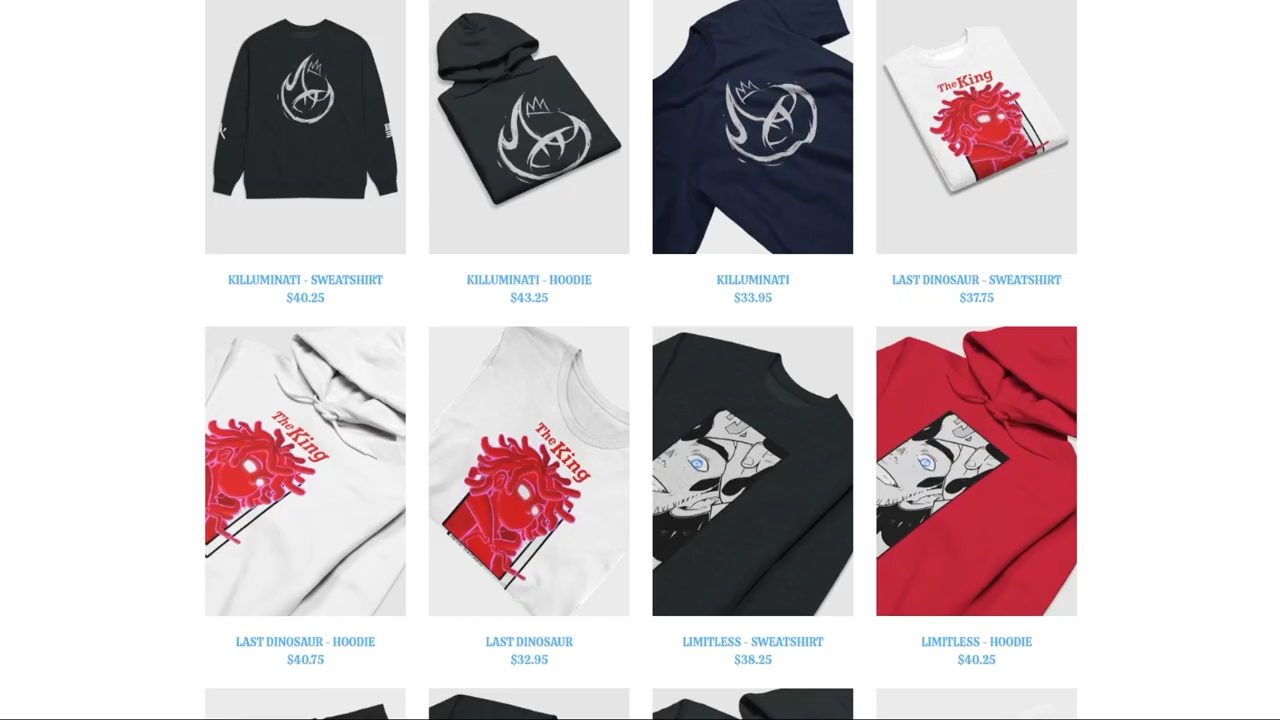 The King
KILLUMINATI - SWEATSHIRT
$40.25
KILLUMINATI - HOODIE
$43.25
KILLUMINATI
$33.95
LAST DINOSAUR - SWEATSHIRT
$37.75
The King
The King
LAST DINOSAUR - HOODIE
$40.75
LAST DINOSAUR
$32.95
LIMITLESS - SWEATSHIRT
$38.25
LIMITLESS - HOODIE
$40.25